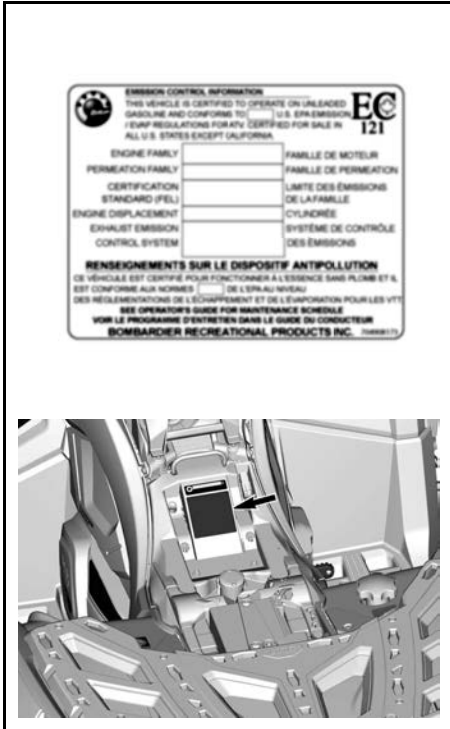 EMISSION CONTROL INFORMATION
THIS VEHICLE IS CERTIFIED TO OPERATE ON UNLEADED
GASOLINE AND CONFORMS TO U.S. EPA EMISSION
/ EVAP REGULATIONS FOR ATV. CERTIFIED FOR SALE IN
ALL U.S. STATES EXCEPT CALIFORNIA.
EC
121
ENGINE FAMILY FAMILLE DE MOTEUR
PERMEATION FAMILY FAMILLE DE PERMEATION
CERTIFICATION LIMITE DES ÉMISSIONS
STANDARD (FEL) DE LA FAMILLE
ENGINE DISPLACEMENT CYLINDRÉE
EXHAUST EMISSION SYSTÈME DE CONTRÔLE
CONTROL SYSTEM DES ÉMISSIONS
RENSEIGNEMENTS SUR LE DISPOSITIF ANTIPOLLUTION
CE VÉHICULE EST CERTIFIÉ POUR FONCTIONNER À L'ESSENCE SANS PLOMB ET IL
EST CONFORME AUX NORMES DE L'EPA AU NIVEAU
DES RÉGLEMENTATIONS DE L'ÉCHAPPEMENT ET DE L'ÉVAPORATION POUR LES VTT.
SEE OPERATOR'S GUIDE FOR MAINTENANCE SCHEDULE
VOIR LE PROGRAMME D'ENTRETIEN DANS LE GUIDE DU CONDUCTEUR
BOMBARDIER RECREATIONAL PRODUCTS INC.